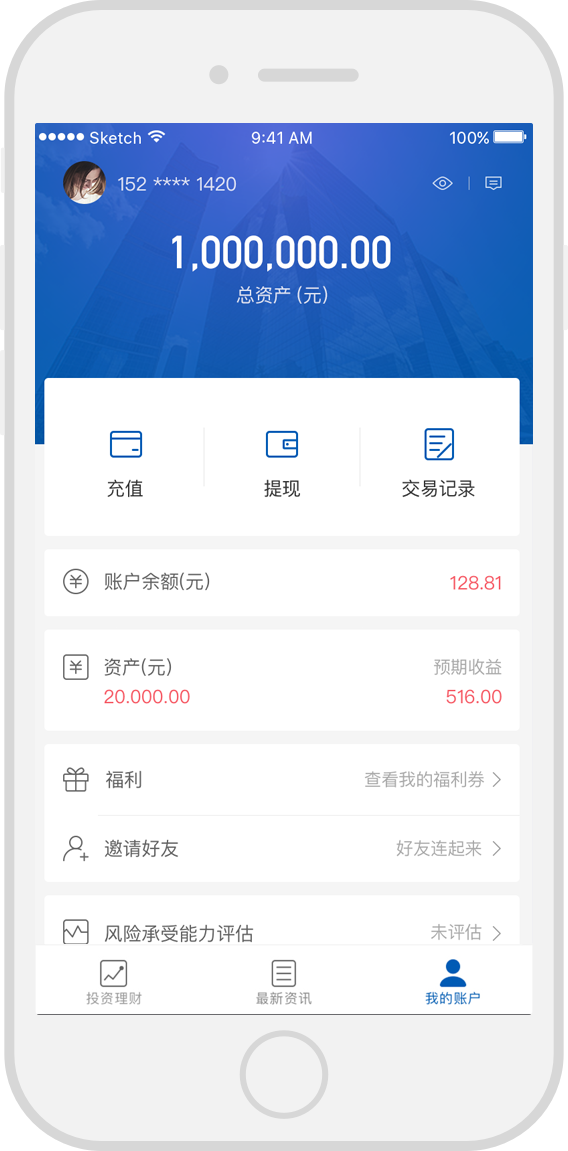 Sketch 9:41 AM 100%
152 **** 1420
1,000,000.00
总资产 (元)
充值 提现 交易记录
账户余额(元) 128.81
资产(元) 预期收益
20.000.00 516.00
福利 查看我的福利券
邀请好友 好友连起来
风险承受能力评估 未评估
投资理财 最新资讯 我的账户